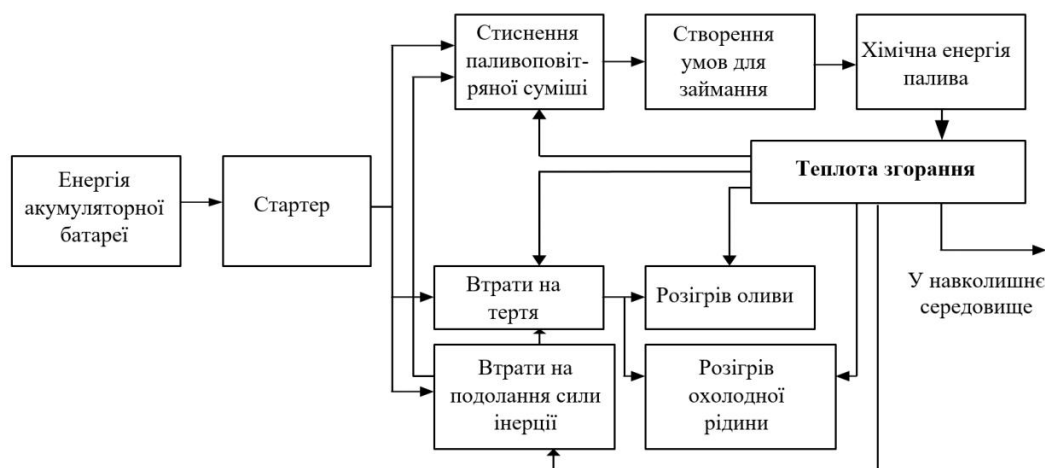 Стиснення
паливоповіт-
ряної суміші
Створення
умов для
займання
Хімічна енергія
палива
Теплота згорання
Енергія
акумуляторної
батареї
Стартер
Втрати на
тертя
Розігрів оливи
У навколишнє
середовище
Втрати на
подолання сили
інерції
Розігрів
охолодної
рідини